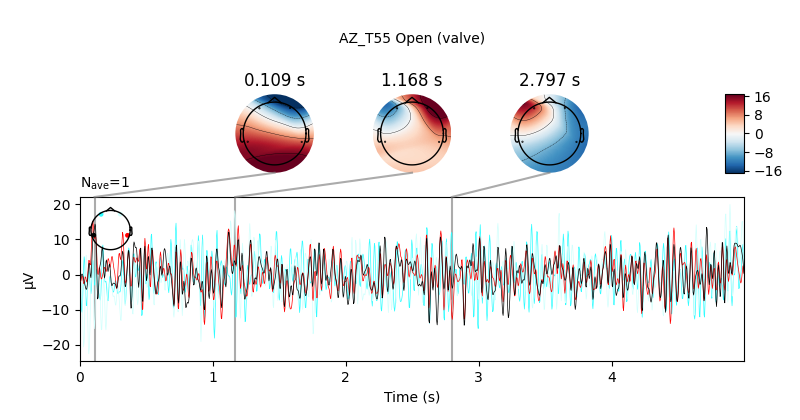 AZ_T55 Open (valve)
0.109 s 1.168 s 2.797 s
16
8
0
−8
−16
Nave=1
20
10
0
−10
−20
µV
0 1 2 3 4
Time (s)